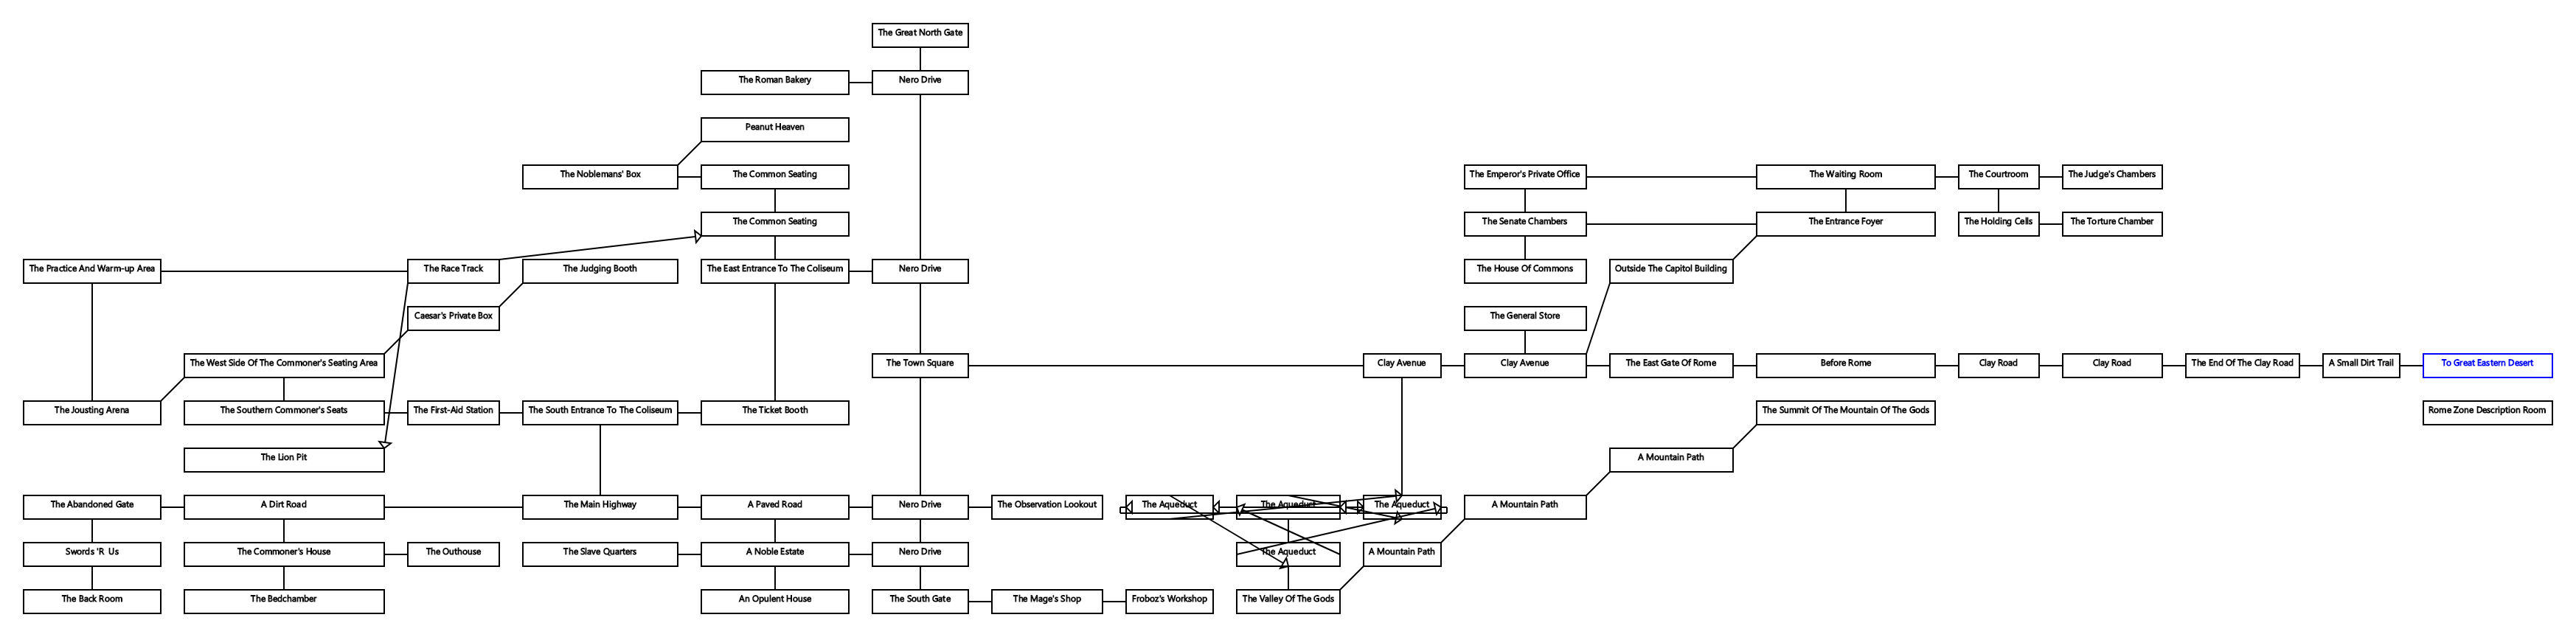 The Great North Gate
The Roman Bakery
Nero Drive
Peanut Heaven
The Noblemans' Box
The Common Seating
The Emperor's Private Office
The Waiting Room
The Courtroom
The Judge's Chambers
The Common Seating
The Senate Chambers
The Entrance Foyer
The Holding Cells
The Torture Chamber
The Practice And Warm-up Area
The Race Track
The Judging Booth
The East Entrance To The Coliseum
Nero Drive
The House Of Commons
Outside The Capitol Building
Caesar's Private Box
The General Store
The West Side Of The Commoner's Seating Area
The Town Square
Clay Avenue
Clay Avenue
The East Gate Of Rome
Before Rome
Clay Road
Clay Road
The End Of The Clay Road
A Small Dirt Trail
To Great Eastern Desert
The Jousting Arena
The Southern Commoner's Seats
The First-Aid Station
The South Entrance To The Coliseum
The Ticket Booth
The Summit Of The Mountain Of The Gods
Rome Zone Description Room
The Lion Pit
A Mountain Path
The Abandoned Gate
A Dirt Road
The Main Highway
A Paved Road
Nero Drive
The Observation Lookout
The Aqueduct
The Aqueduct
The Aqueduct
A Mountain Path
Swords 'R Us
The Commoner's House
The Outhouse
The Slave Quarters
A Noble Estate
Nero Drive
The Aqueduct
A Mountain Path
The Back Room
The Bedchamber
An Opulent House
The South Gate
The Mage's Shop
Froboz's Workshop
The Valley Of The Gods